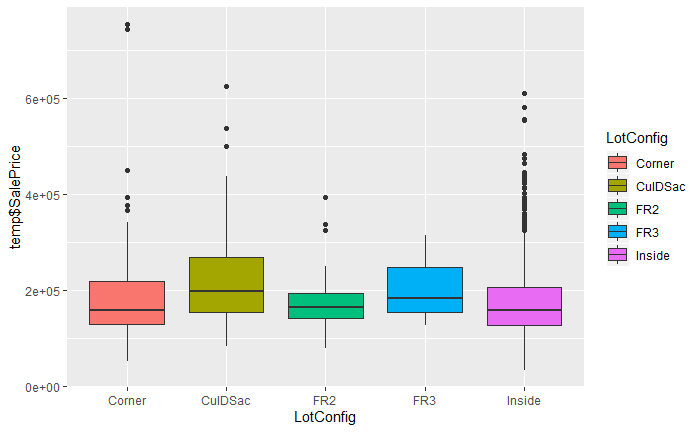 6e+05
4e+05
2e+05
0e+00
temp$SalePrice
Corner CulDSac FR2 FR3 Inside
LotConfig
LotConfig
Corner
CulDSac
FR2
FR3
Inside